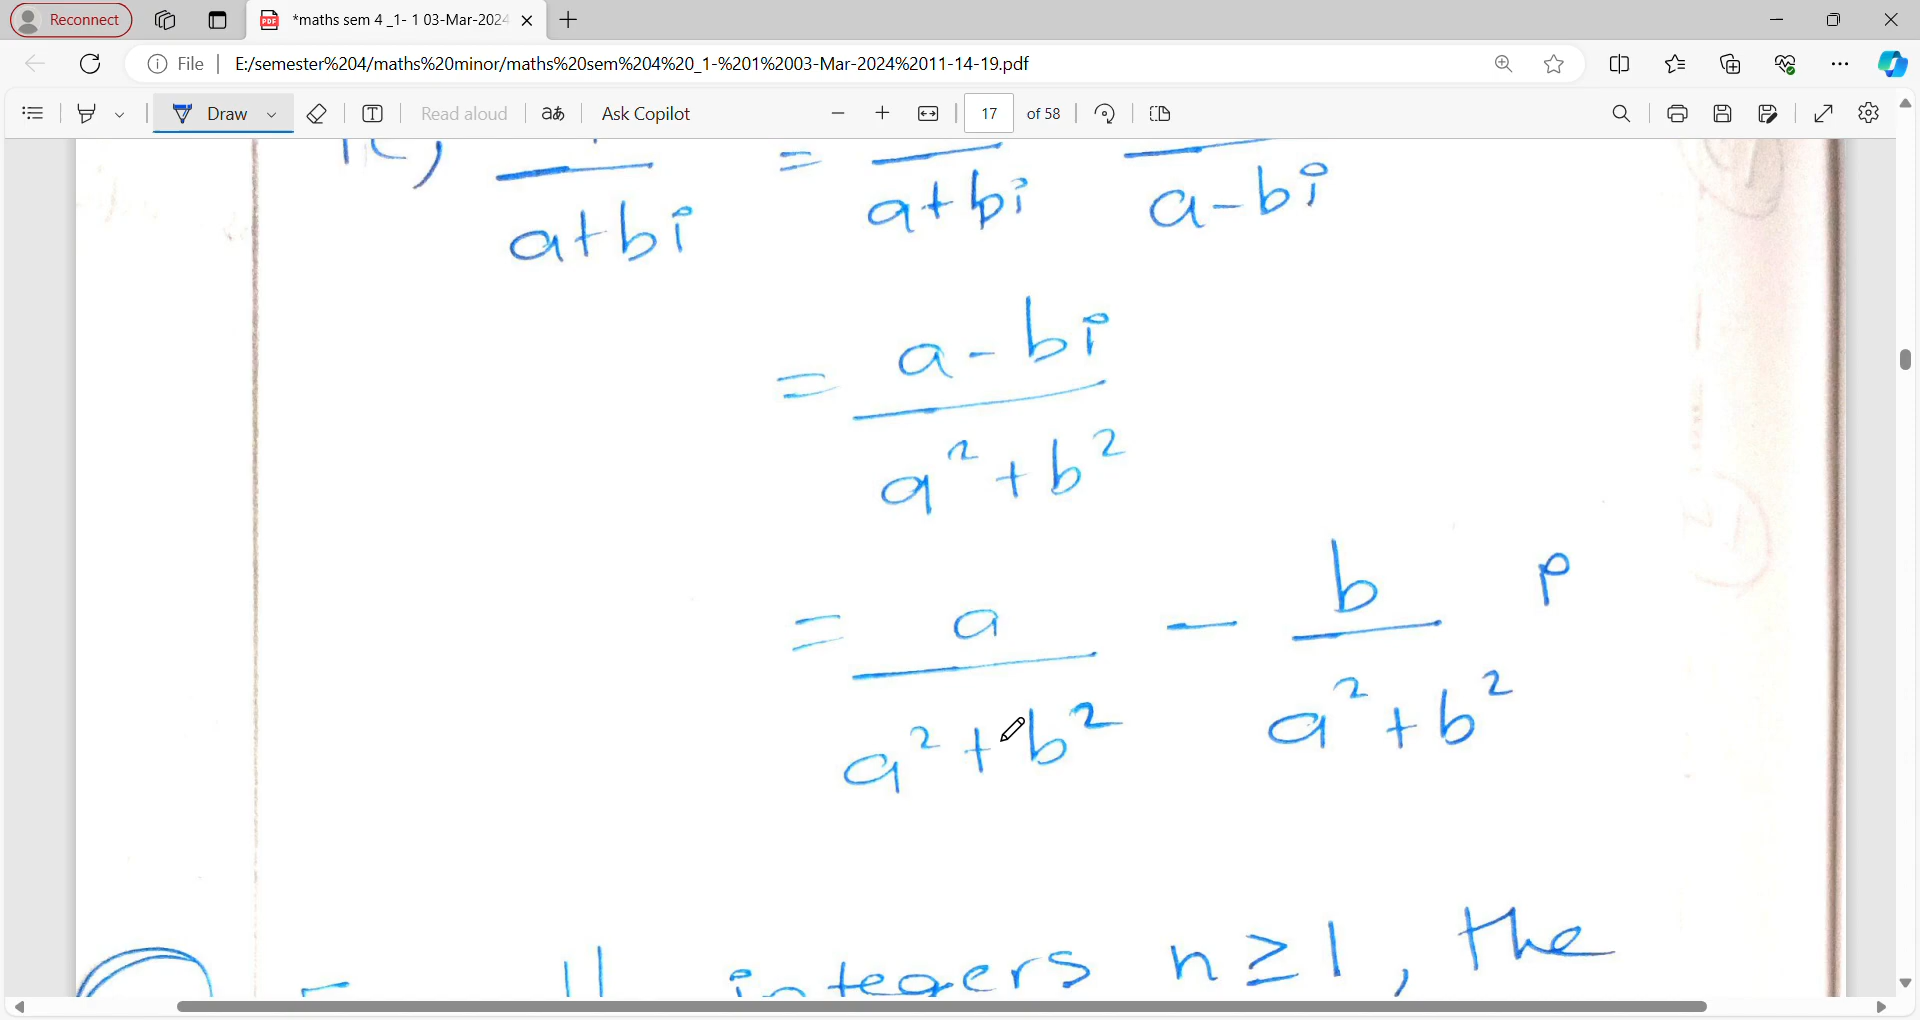 Reconnect
*maths sem 4 _1- 1 03-Mar-2024
File | E:/semester%204/maths%20minor/maths%20sem%204%20_1-%201%2003-Mar-2024%2011-14-19.pdf
Draw
Read aloud
aあ
Ask Copilot
17 of 58
a+bi = a+bi a-bi
= a-bi
a²+b²
= a - b i
a²+b² a²+b²
integers n≥1, the